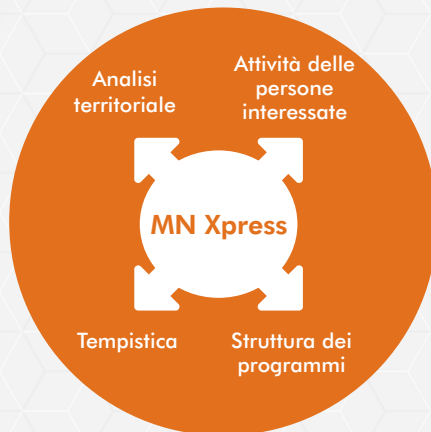 Analisi
territoriale
Attività delle
persone
interessate
MN Xpress
Tempistica
Struttura dei
programmi